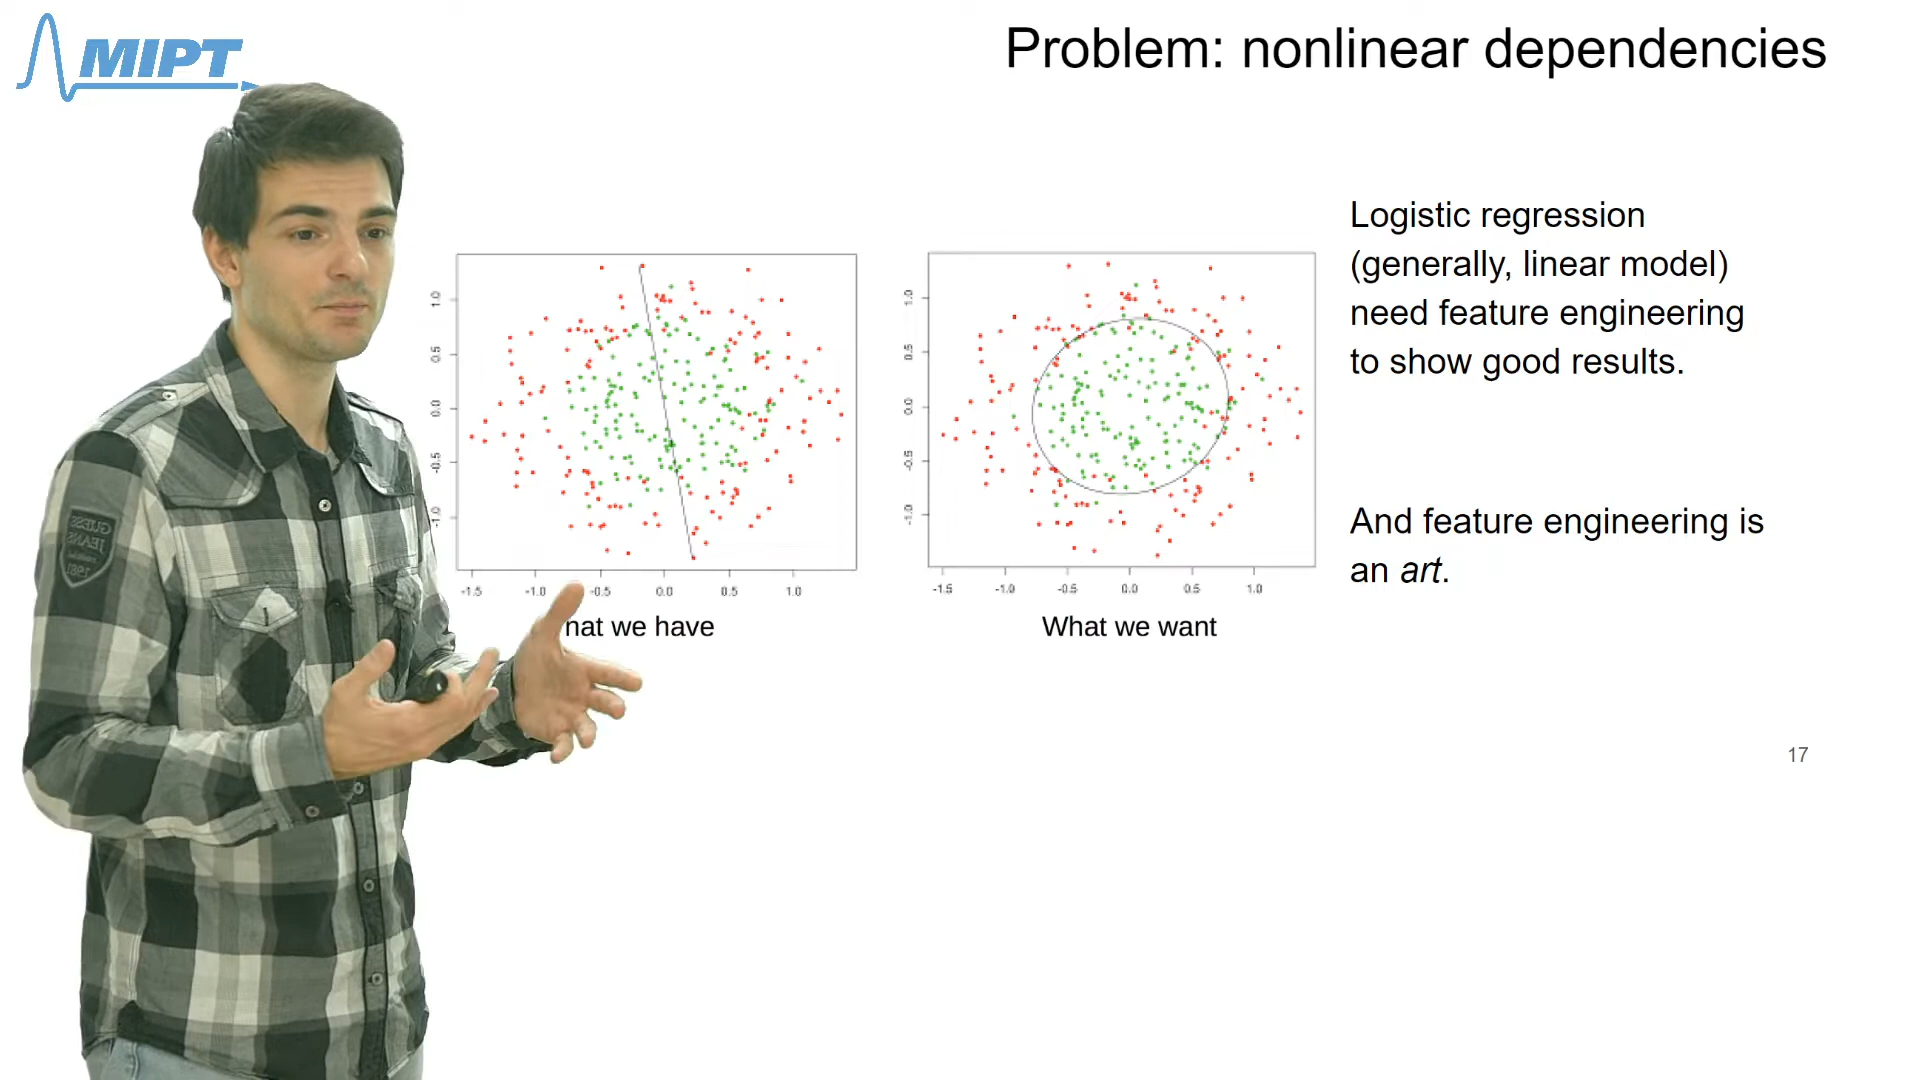 MIPT
Problem: nonlinear dependencies
Logistic regression
(generally, linear model)
need feature engineering
to show good results.
And feature engineering is
an art.
1.0
0.5
0.0
-0.5
-1.0
-1.5 -1.0 -0.5 0.0 0.5 1.0
we have
1.0
0.5
0.0
-0.5
-1.0
-1.5 -1.0 -0.5 0.0 0.5 1.0
What we want
GUESS
JEANS
1981
17